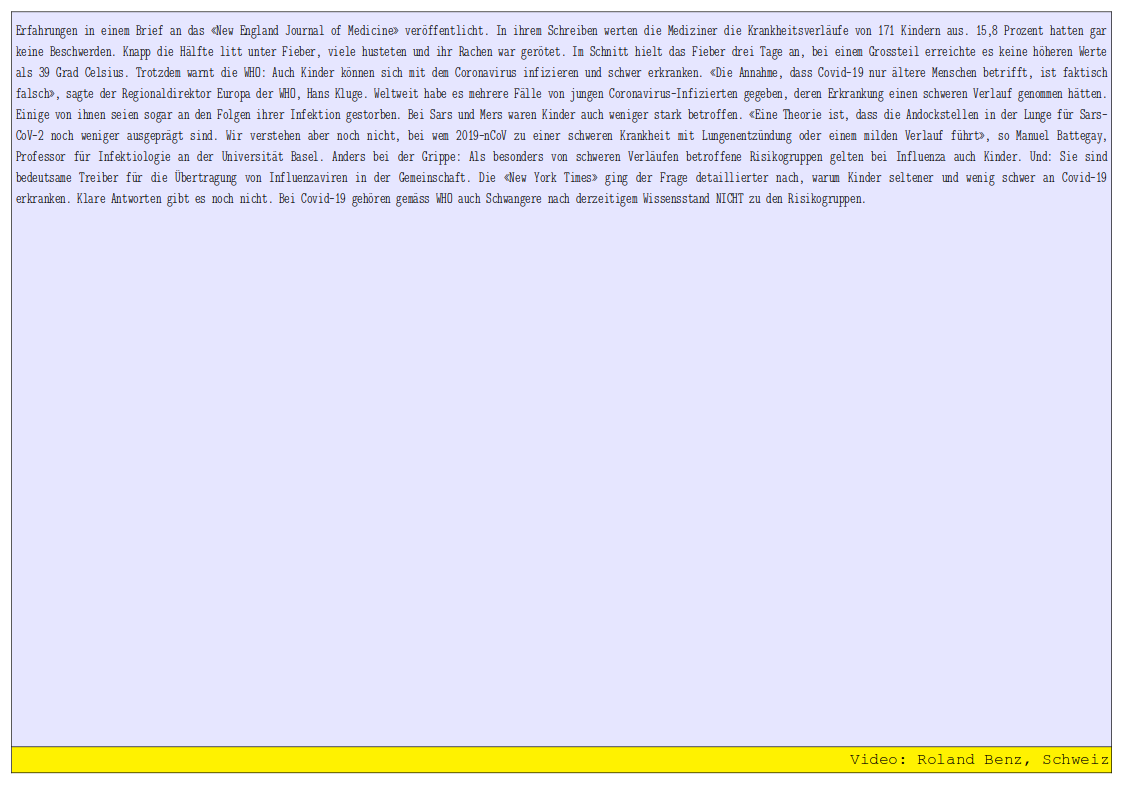 Erfahrungen in einem Brief an das «New England Journal of Medicine» veröffentlicht. In ihrem Schreiben werten die Mediziner die Krankheitsverläufe von 171 Kindern aus. 15,8 Prozent hatten gar
keine Beschwerden. Knapp die Hälfte litt unter Fieber, viele husteten und ihr Rachen war gerötet. Im Schnitt hielt das Fieber drei Tage an, bei einem Grossteil erreichte es keine höheren Werte
als 39 Grad Celsius. Trotzdem warnt die WHO: Auch Kinder können sich mit dem Coronavirus infizieren und schwer erkranken. «Die Annahme, dass Covid-19 nur ältere Menschen betrifft, ist faktisch
falsch», sagte der Regionaldirektor Europa der WHO, Hans Kluge. Weltweit habe es mehrere Fälle von jungen Coronavirus-Infizierten gegeben, deren Erkrankung einen schweren Verlauf genommen hätten.
Einige von ihnen seien sogar an den Folgen ihrer Infektion gestorben. Bei Sars und Mers waren Kinder auch weniger stark betroffen. «Eine Theorie ist, dass die Andockstellen in der Lunge für Sars-
CoV-2 noch weniger ausgeprägt sind. Wir verstehen aber noch nicht, bei wem 2019-nCoV zu einer schweren Krankheit mit Lungenentzündung oder einem milden Verlauf führt», so Manuel Battegay,
Professor für Infektiologie an der Universität Basel. Anders bei der Grippe: Als besonders von schweren Verläufen betroffene Risikogruppen gelten bei Influenza auch Kinder. Und: Sie sind
bedeutsame Treiber für die Übertragung von Influenzaviren in der Gemeinschaft. Die «New York Times» ging der Frage detaillierter nach, warum Kinder seltener und wenig schwer an Covid-19
erkranken. Klare Antworten gibt es noch nicht. Bei Covid-19 gehören gemäss WHO auch Schwangere nach derzeitigem Wissensstand NICHT zu den Risikogruppen.
Video: Roland Benz, Schweiz